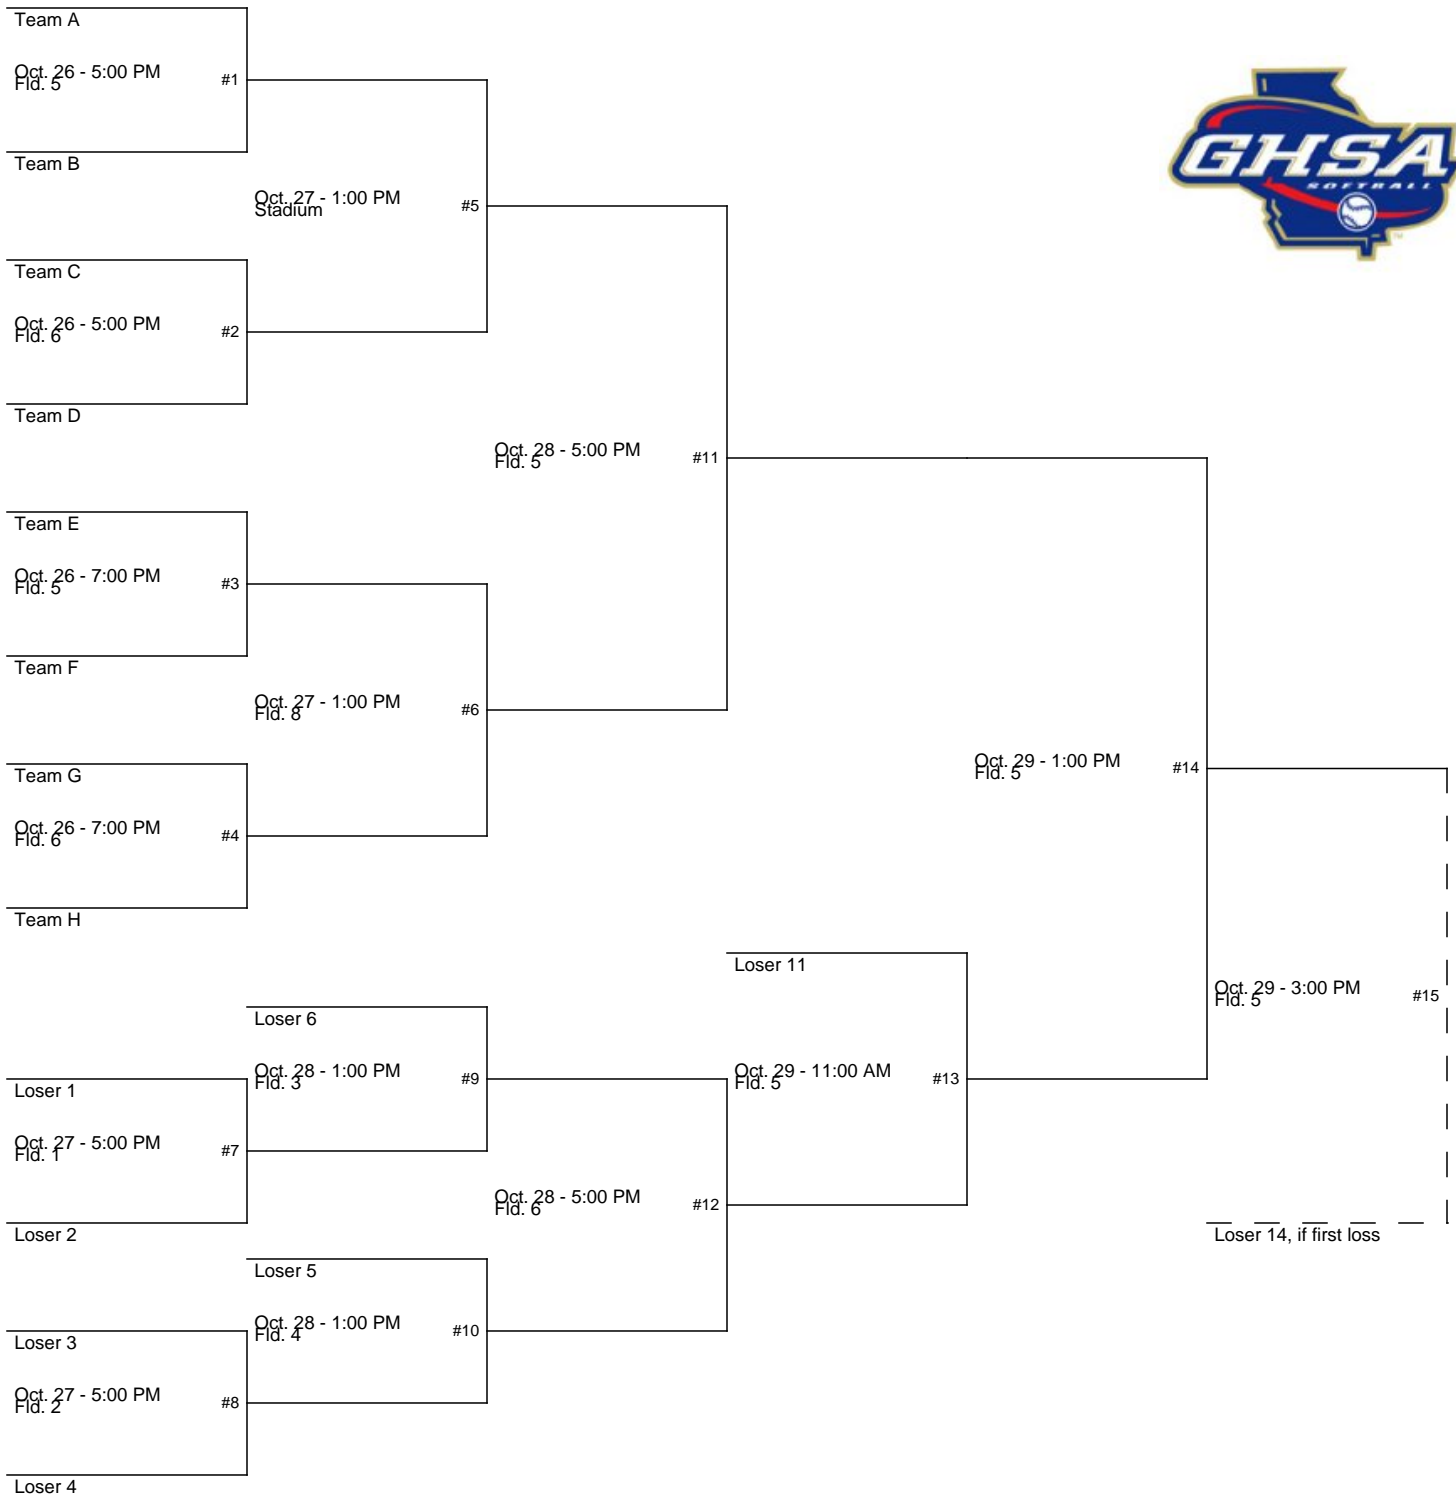 Team A
Oct. 26 - 5:00 PM
Fld. 5
#1
Team B
Oct. 27 - 1:00 PM
Stadium
#5
Team C
Oct. 26 - 5:00 PM
Fld. 6
#2
Team D
Oct. 28 - 5:00 PM
Fld. 5
#11
Team E
Oct. 26 - 7:00 PM
Fld. 5
#3
Team F
Oct. 27 - 1:00 PM
Fld. 8
#6
Team G
Oct. 26 - 7:00 PM
Fld. 6
#4
Team H
GHSA
SOFTBALL
TM
Oct. 29 - 1:00 PM
Fld. 5
#14
Loser 11
Oct. 29 - 11:00 AM
Fld. 5
#13
Oct. 29 - 3:00 PM
Fld. 5
#15
Loser 14, if first loss
Loser 6
Oct. 28 - 1:00 PM
Fld. 3
#9
Loser 1
Oct. 27 - 5:00 PM
Fld. 1
#7
Loser 2
Oct. 28 - 5:00 PM
Fld. 6
#12
Loser 5
Oct. 28 - 1:00 PM
Fld. 4
#10
Loser 3
Oct. 27 - 5:00 PM
Fld. 2
#8
Loser 4